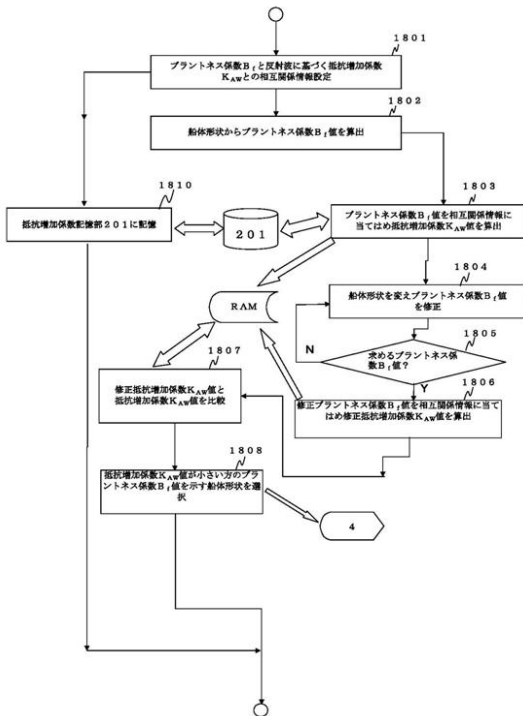 1801
プラントネス係数Bfと反射波に基づく抵抗増加係数
KAWとの相互関係情報設定
1802
船体形状からプラントネス係数Bf値を算出
1810
抵抗増加係数記憶部201に記憶
201
1803
プラントネス係数Bf値を相互関係情報に
当てはめ抵抗増加係数KAW値を算出
1804
船体形状を変えプラントネス係数Bf値
を修正
RAM
1805
求めるプラントネス係
数Bf値?
N
Y
1806
修正プラントネス係数Bf値を相互関係情報に当て
はめ修正抵抗増加係数KAW値を算出
1807
修正抵抗増加係数KAW値と
抵抗増加係数KAW値を比較
1808
抵抗増加係数KAW値が小さい方のプ
ラントネス係数Bf値を示す船体形状を選
択
4